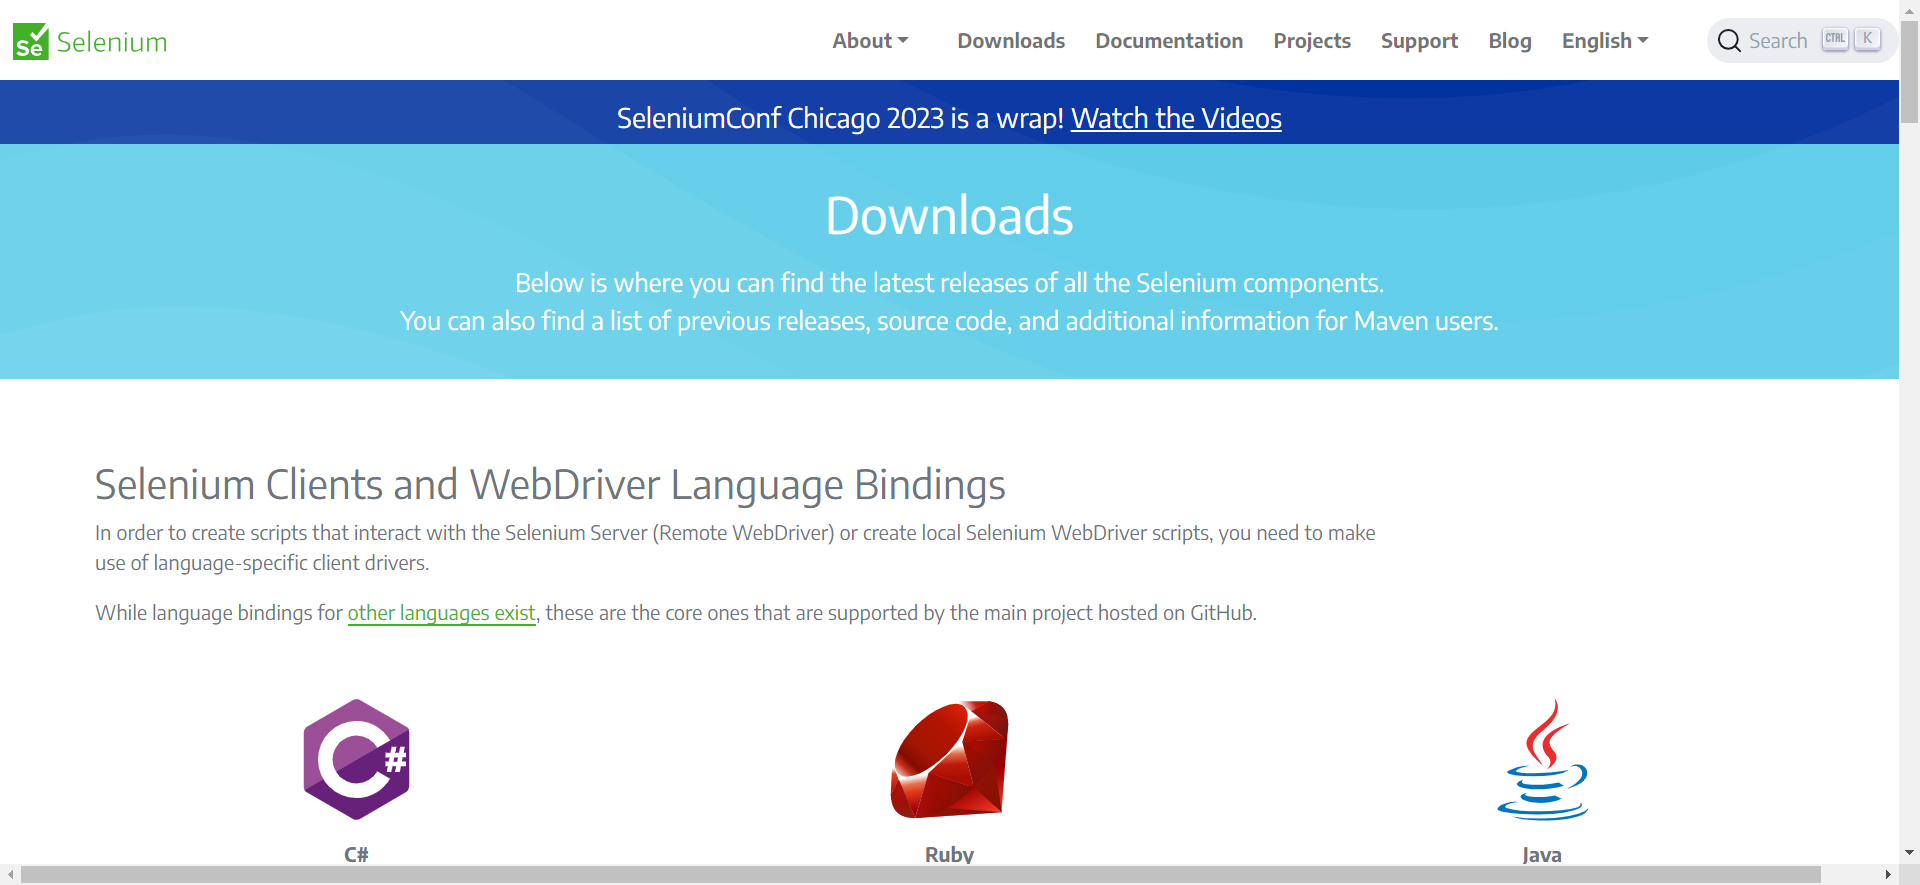 Se Selenium
About Downloads Documentation Projects Support Blog English Search CTRL K
SeleniumConf Chicago 2023 is a wrap! Watch the Videos
Downloads
Below is where you can find the latest releases of all the Selenium components.
You can also find a list of previous releases, source code, and additional information for Maven users.
Selenium Clients and WebDriver Language Bindings
In order to create scripts that interact with the Selenium Server (Remote WebDriver) or create local Selenium WebDriver scripts, you need to make
use of language-specific client drivers.
While language bindings for other languages exist, these are the core ones that are supported by the main project hosted on GitHub.
C#
C# Ruby Java